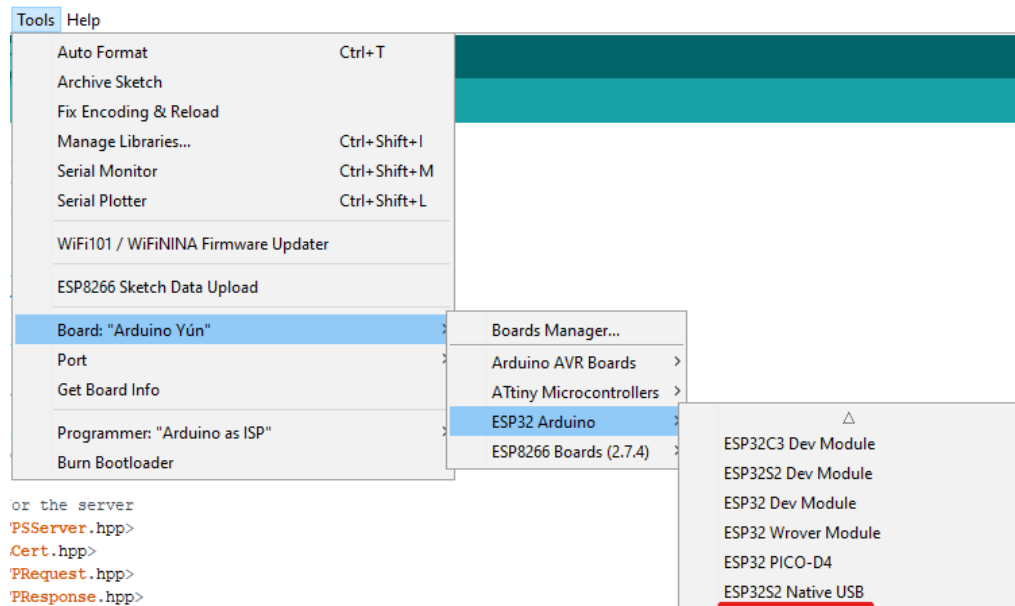 Tools Help
Auto Format Ctrl+T
Archive Sketch
Fix Encoding & Reload
Manage Libraries... Ctrl+Shift+I
Serial Monitor Ctrl+Shift+M
Serial Plotter Ctrl+Shift+L
WiFi101 / WiFiNINA Firmware Updater
ESP8266 Sketch Data Upload
Board: "Arduino Yún"
Port
Get Board Info
Programmer: "Arduino as ISP"
Burn Bootloader
Boards Manager...
Arduino AVR Boards
ATtiny Microcontrollers
ESP32 Arduino
ESP8266 Boards (2.7.4)
ESP32C3 Dev Module
ESP32S2 Dev Module
ESP32 Dev Module
ESP32 Wrover Module
ESP32 PICO-D4
ESP32S2 Native USB
or the server
PSServer.hpp>
Cert.hpp>
PRequest.hpp>
PResponse.hpp>